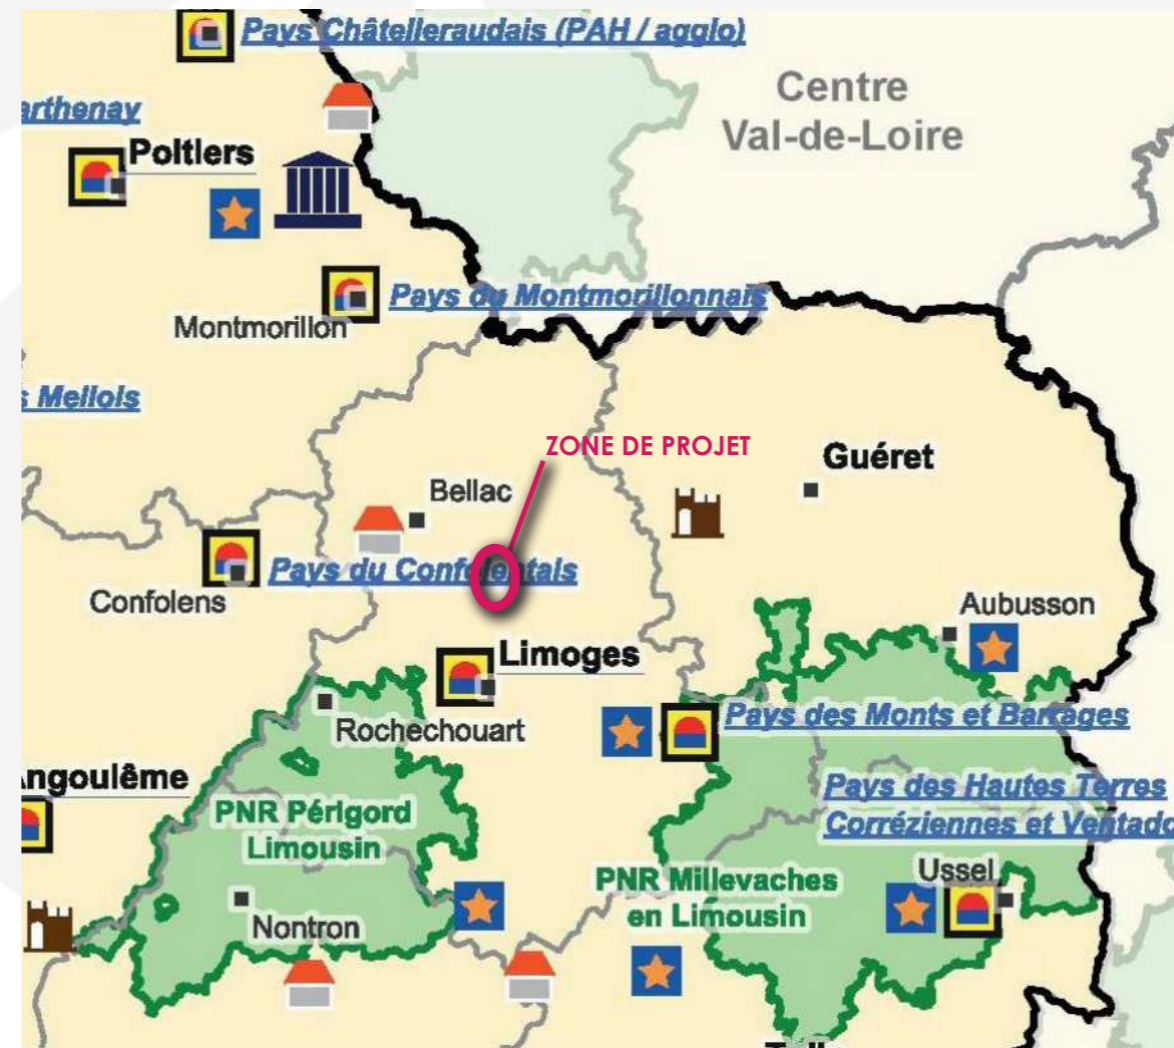 Pays Châtelleraudais (PAH / agglo)
Centre
Val-de-Loire
arthenay
Poitiers
Pays du Montmorillonnais
Montmorillon
s Mellois
ZONE DE PROJET
Guéret
Bellac
Pays du Confolentais
Confolens
Aubusson
Limoges
Rochechouart
Pays des Monts et Barrages
ngoulême
Pays des Hautes Terres
Corréziennes et Ventado
PNR Périgord
Limousin
PNR Millevaches
en Limousin
Ussel
Nontron